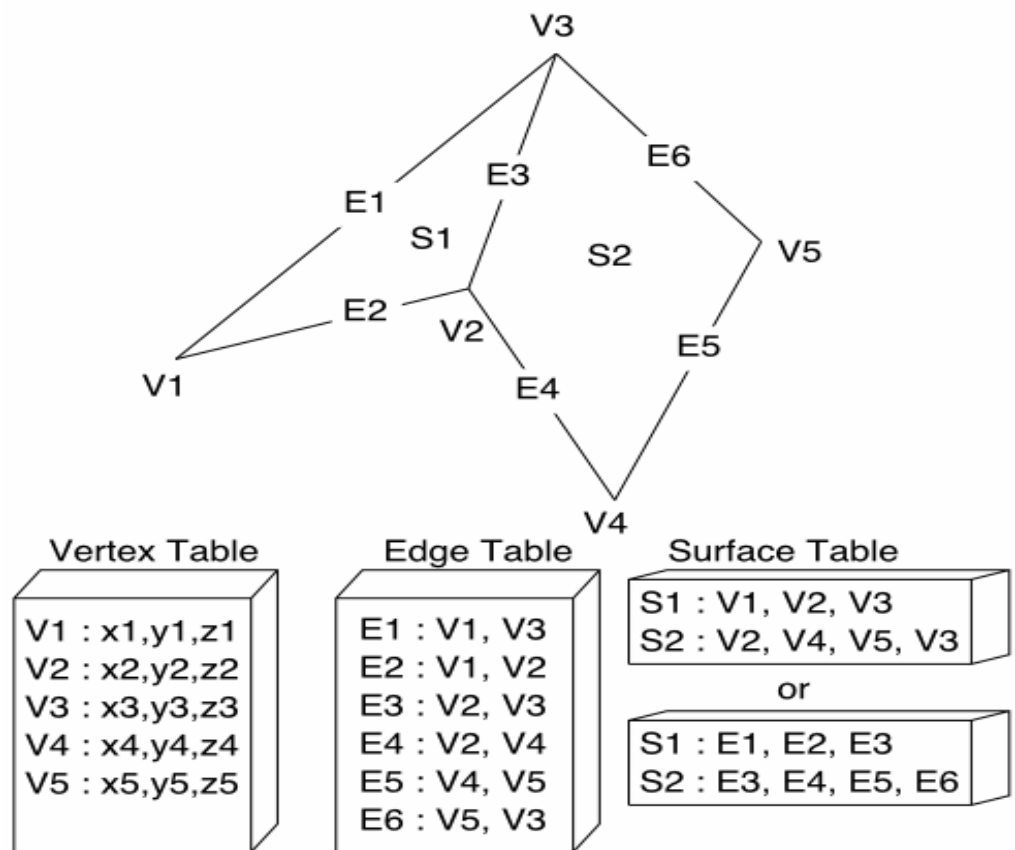 V3
E6
E3
E1
S1
S2
V5
E2
V2
E5
V1
E4
V4
Vertex Table
V1 : x1,y1,z1
V2 : x2,y2,z2
V3 : x3,y3,z3
V4 : x4,y4,z4
V5 : x5,y5,z5
Edge Table
E1 : V1, V3
E2 : V1, V2
E3 : V2, V3
E4 : V2, V4
E5 : V4, V5
E6 : V5, V3
Surface Table
S1 : V1, V2, V3
S2 : V2, V4, V5, V3
or
S1 : E1, E2, E3
S2 : E3, E4, E5, E6